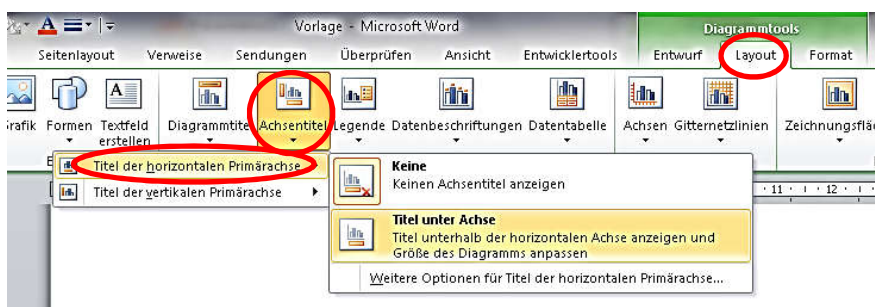 Vorlage - Microsoft Word
Diagrammtools
Seitenlayout Verweise Sendungen Überprüfen Ansicht Entwicklertools Entwurf Layout Format
Formen Textfeld erstellen Diagrammtitel Achsentitel Legende Datenbeschriftungen Datentabelle Achsen Gitternetzlinien
Titel der horizontalen Primärachse
Titel der vertikalen Primärachse
Keine
Keinen Achsentitel anzeigen
Titel unter Achse
Titel unterhalb der horizontalen Achse anzeigen und
Größe des Diagramms anpassen
Weitere Optionen für Titel der horizontalen Primärachse...
11 12